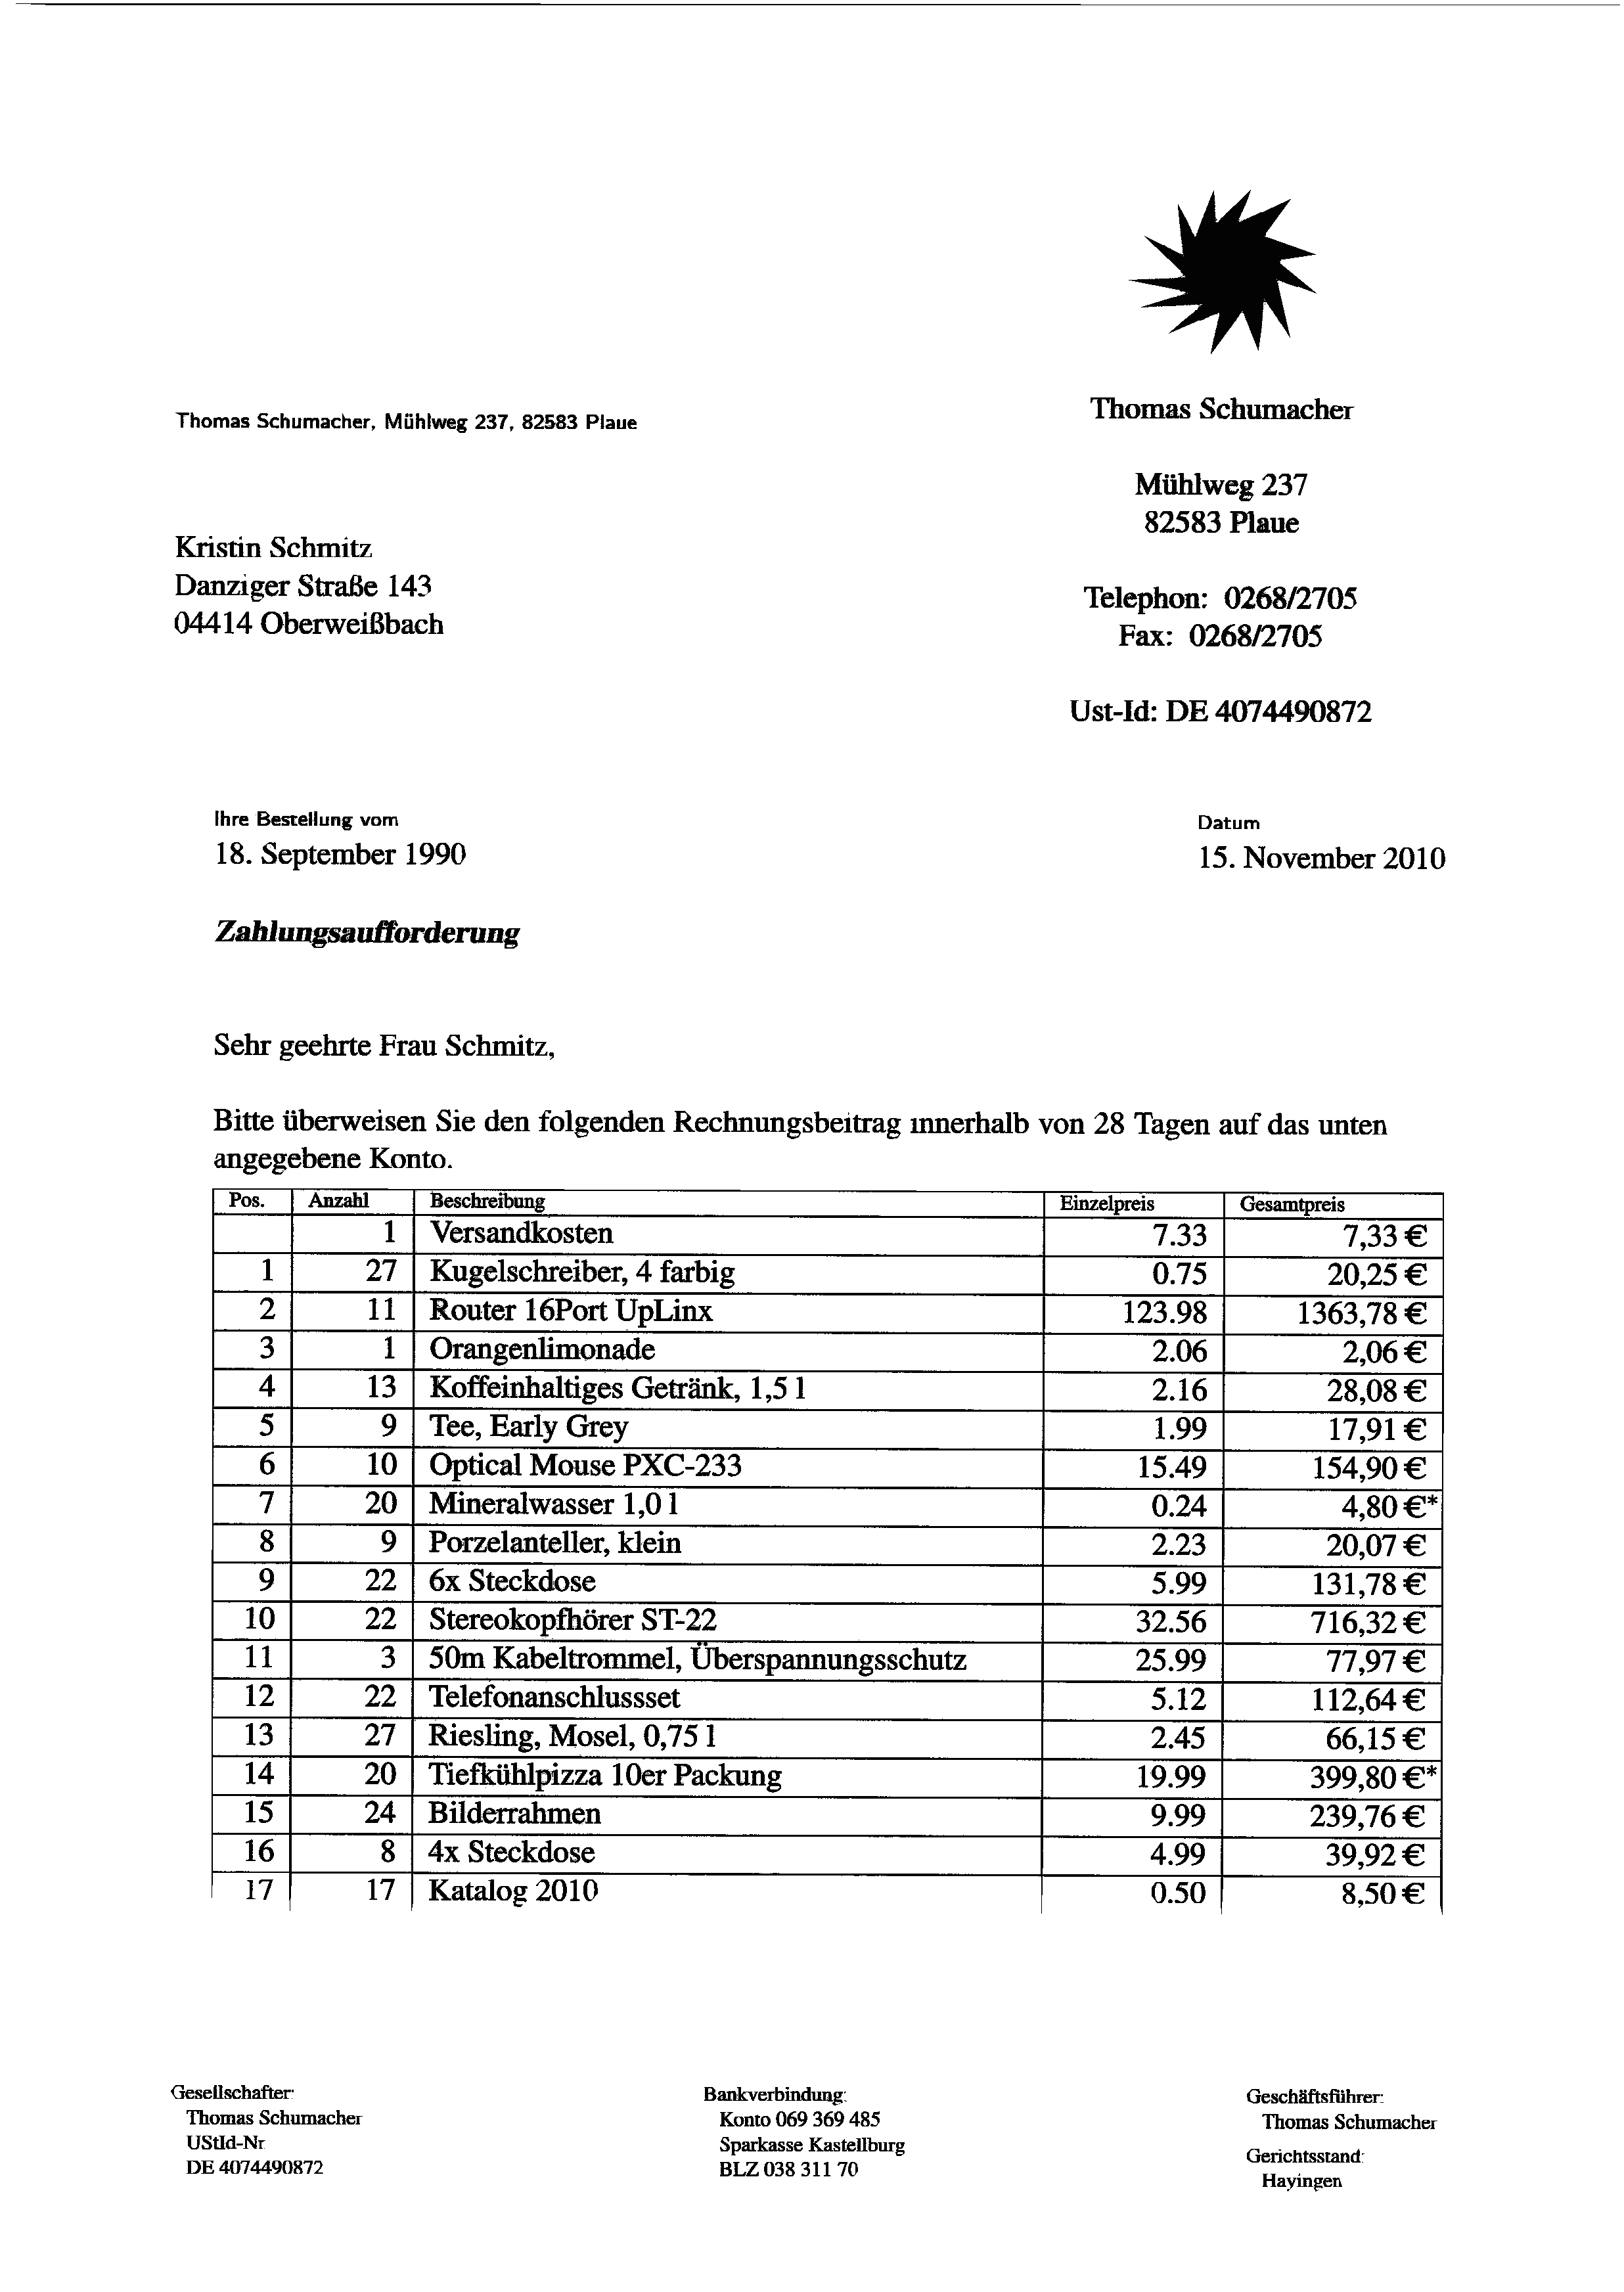 Thomas Schumacher, Mühlweg 237, 82583 Plaue
Kristin Schmitz
Danziger Straße 143
04414 Oberweißbach
Thomas Schumacher
Mühlweg 237
82583 Plaue
Telephon: 0268/2705
Fax: 0268/2705
Ust-Id: DE 4074490872
Ihre Bestellung vom
18. September 1990
Datum
15. November 2010
Zahlungsaufforderung
Sehr geehrte Frau Schmitz,
Bitte überweisen Sie den folgenden Rechnungsbeitrag innerhalb von 28 Tagen auf das unten
angegebene Konto.
Pos. Anzahl Beschreibung Einzelpreis Gesamtpreis
1 Versandkosten 7.33 7,33 €
1 27 Kugelschreiber, 4 farbig 0.75 20,25 €
2 11 Router 16Port UpLinx 123.98 1363,78 €
3 1 Orangenlimonade 2.06 2,06 €
4 13 Koffeinhaltiges Getränk, 1,5 l 2.16 28,08 €
5 9 Tee, Early Grey 1.99 17,91 €
6 10 Optical Mouse PXC-233 15.49 154,90 €
7 20 Mineralwasser 1,0 l 0.24 4,80 €*
8 9 Porzelanteller, klein 2.23 20,07 €
9 22 6x Steckdose 5.99 131,78 €
10 22 Stereokopfhörer ST-22 32.56 716,32 €
11 3 50m Kabeltrommel, Überspannungsschutz 25.99 77,97 €
12 22 Telefonanschlussset 5.12 112,64 €
13 27 Riesling, Mosel, 0,75 l 2.45 66,15 €
14 20 Tiefkühlpizza 10er Packung 19.99 399,80 €*
15 24 Bilderrahmen 9.99 239,76 €
16 8 4x Steckdose 4.99 39,92 €
17 17 Katalog 2010 0.50 8,50 €
Gesellschafter:
Thomas Schumacher
UStId-Nr
DE 4074490872
Bankverbindung:
Konto 069 369 485
Sparkasse Kastellburg
BLZ 038 311 70
Geschäftsführer:
Thomas Schumacher
Gerichtsstand:
Hayingen